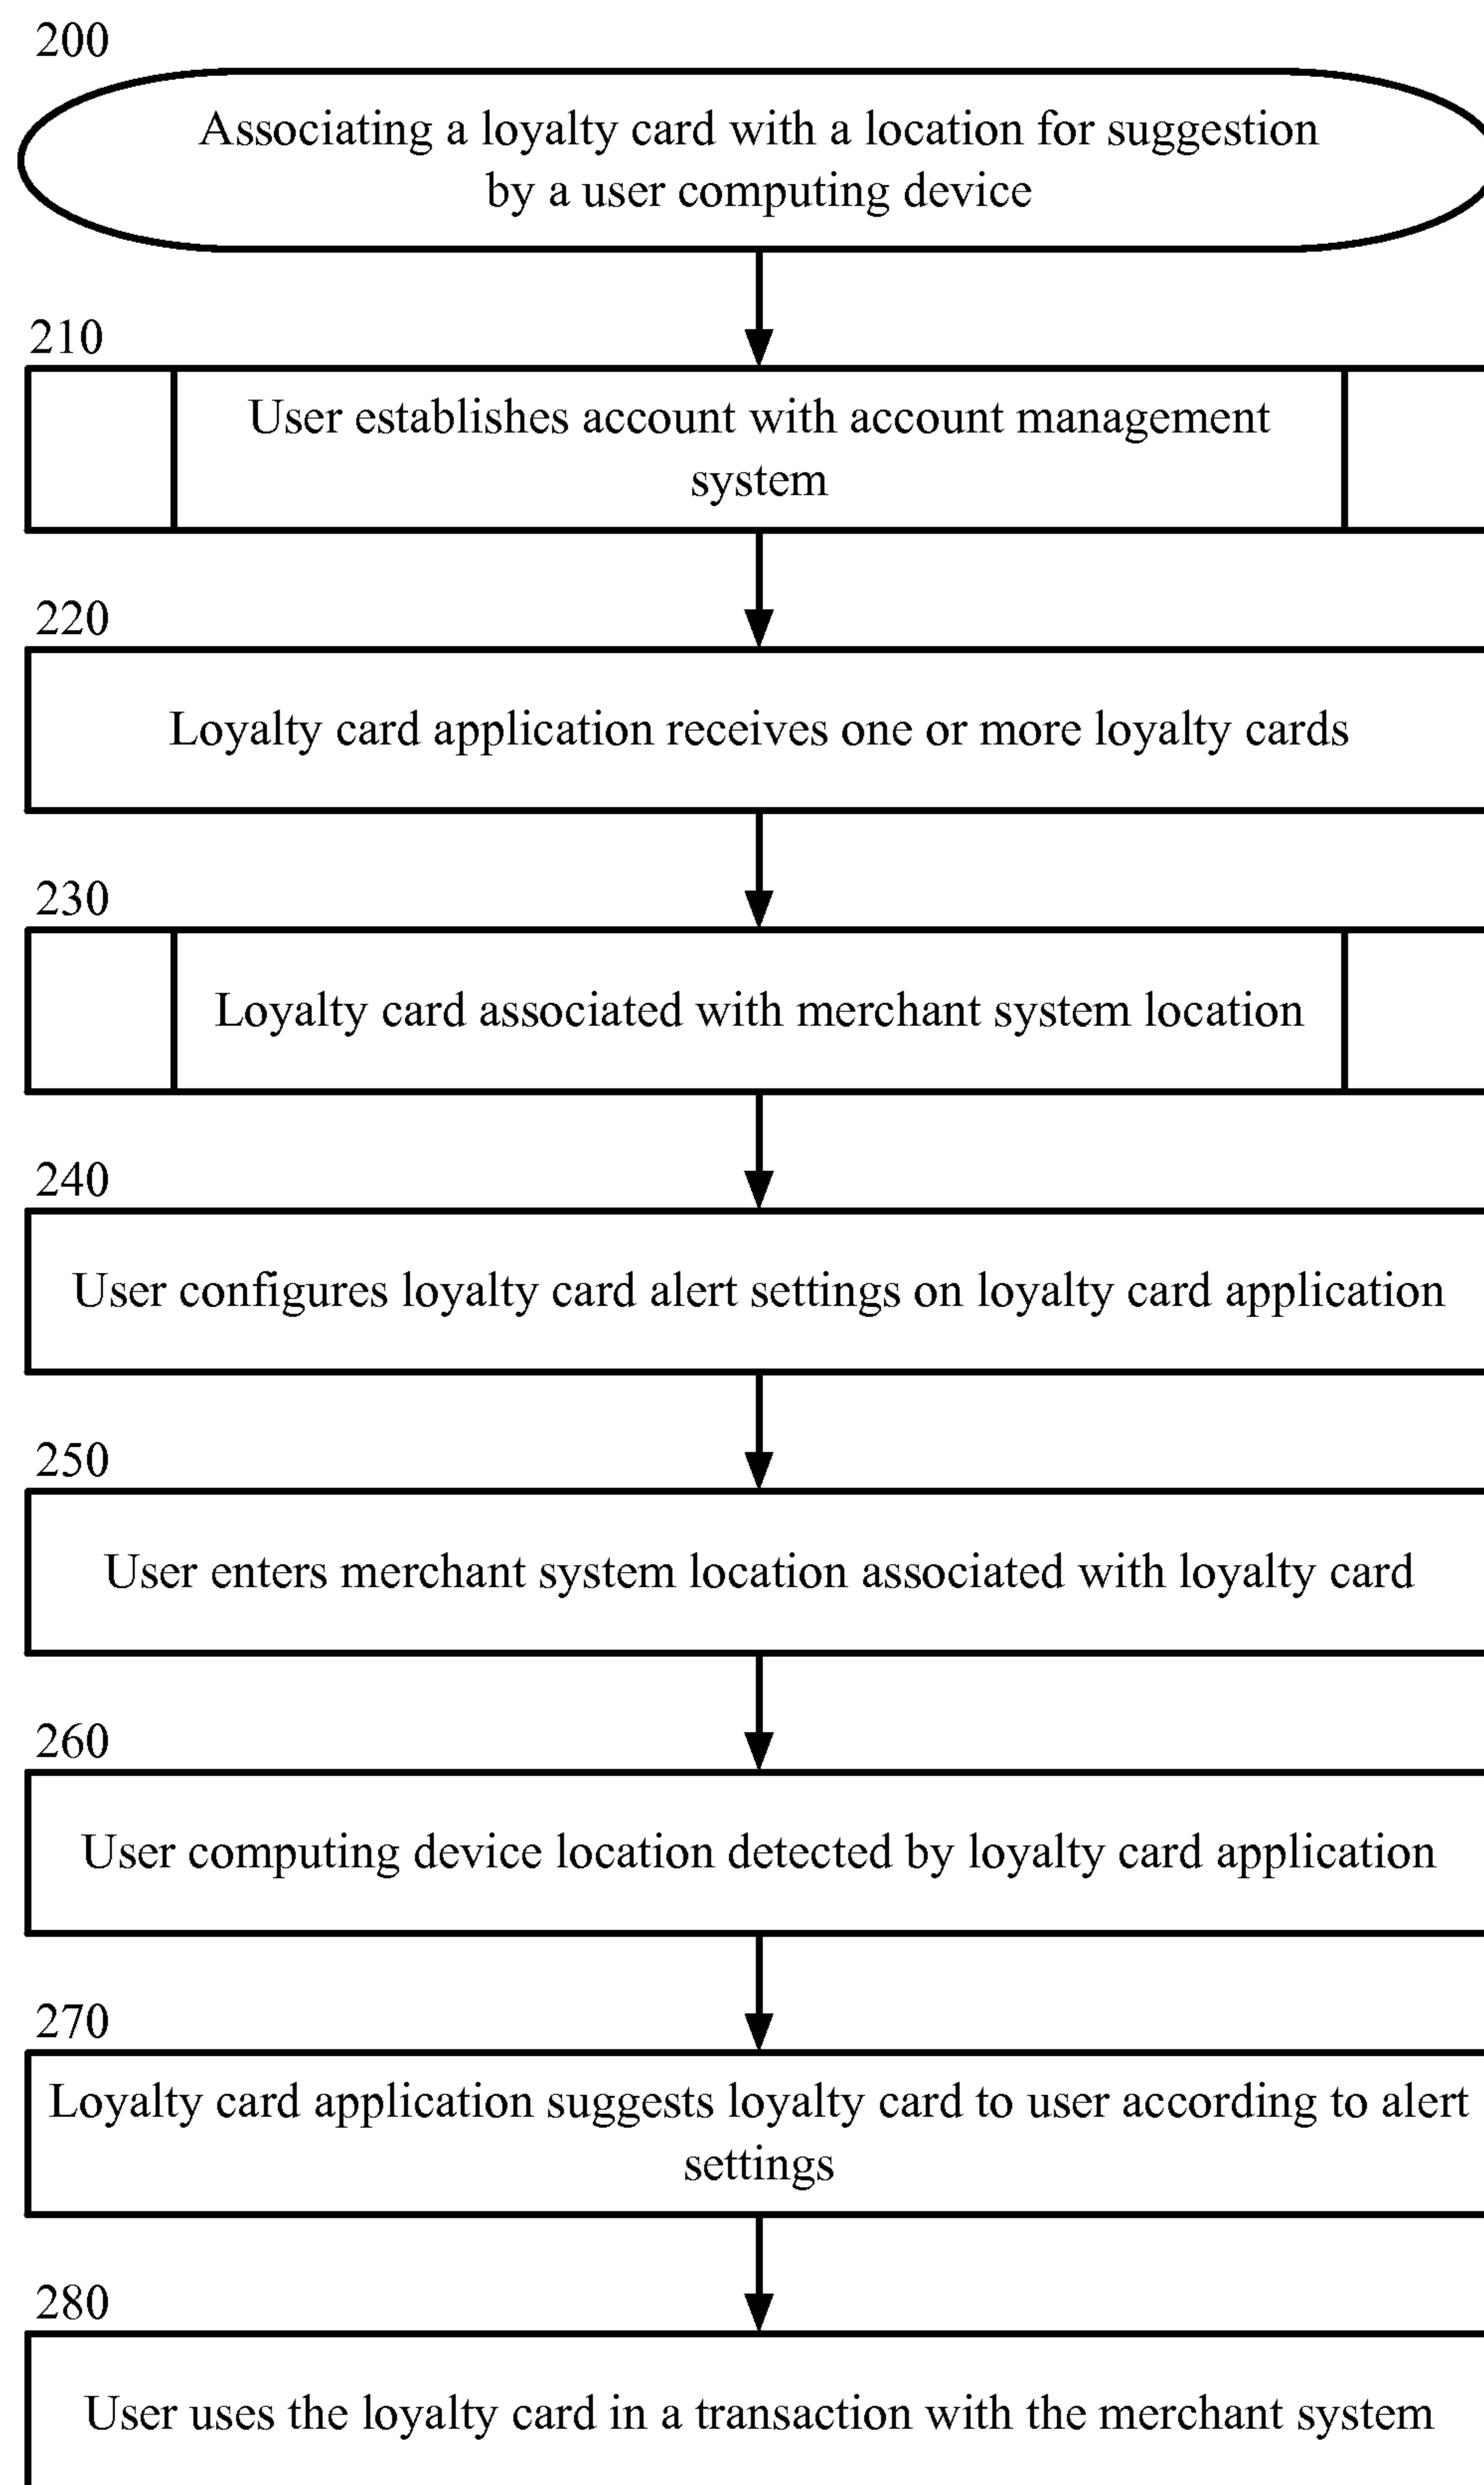 200
Associating a loyalty card with a location for suggestion
by a user computing device
210
User establishes account with account management
system
220
Loyalty card application receives one or more loyalty cards
230
Loyalty card associated with merchant system location
240
User configures loyalty card alert settings on loyalty card application
250
User enters merchant system location associated with loyalty card
260
User computing device location detected by loyalty card application
270
Loyalty card application suggests loyalty card to user according to alert
settings
280
User uses the loyalty card in a transaction with the merchant system